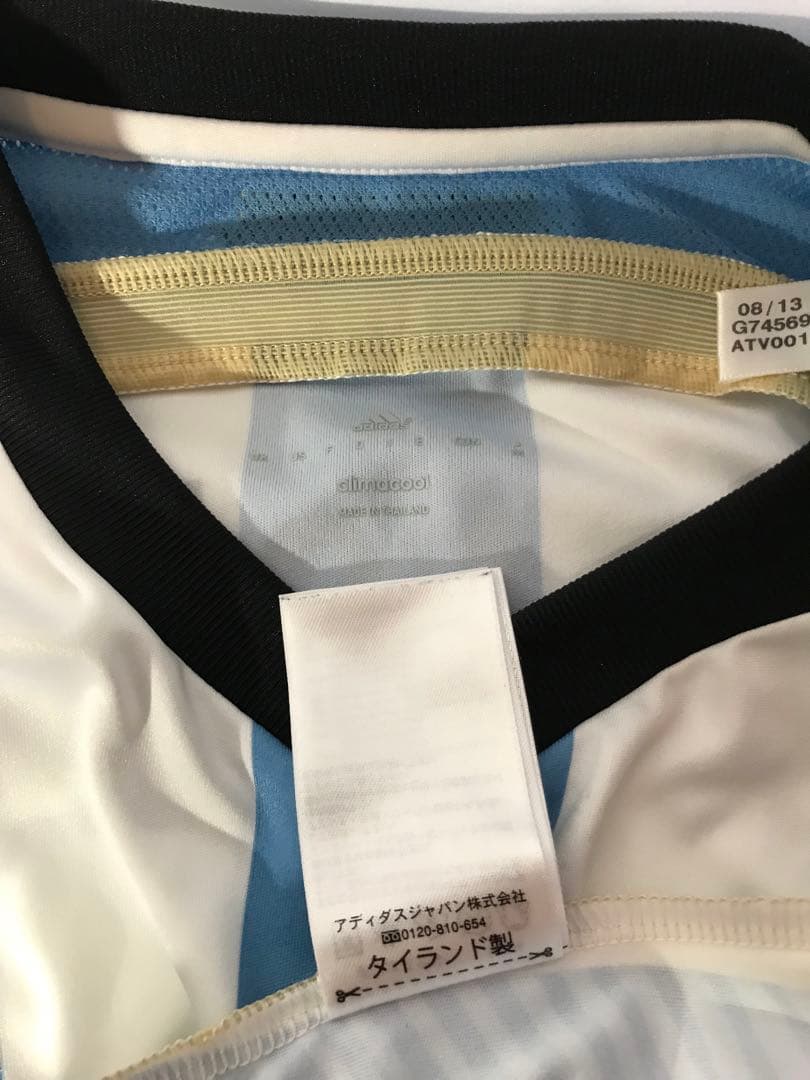 08/13
G74569
ATV001
adidas
climacool
MADE IN THAILAND
アディダスジャパン株式会社
0120-810-654
タイランド製